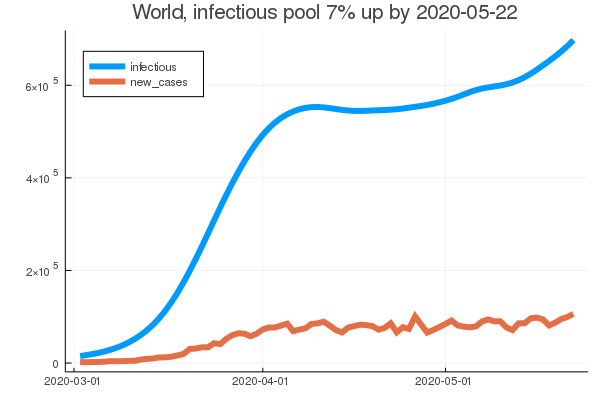 World, infectious pool 7% up by 2020-05-22
infectious
new_cases
6×10⁵
4×10⁵
2×10⁵
0
2020-03-01 2020-04-01 2020-05-01